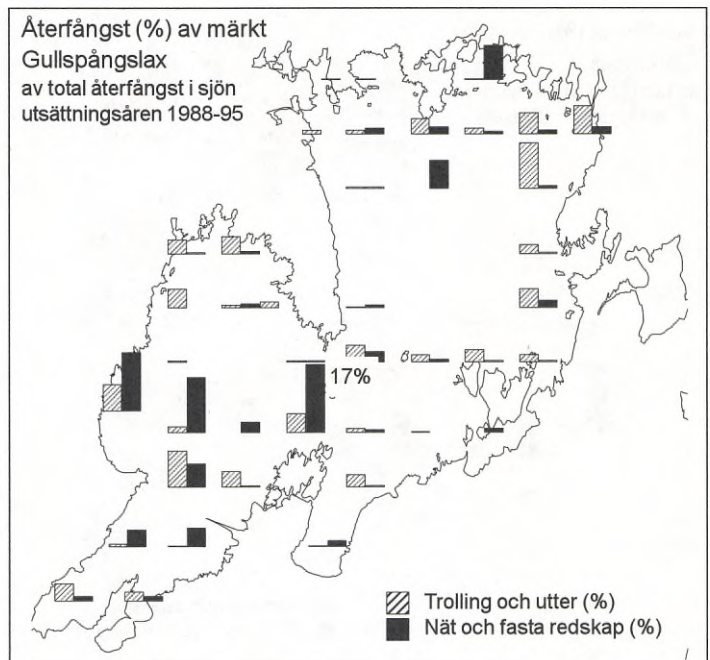 Återfångst (%) av märkt
Gullspångslax
av total återfångst i sjön
utsättningsåren 1988-95
17%
Trolling och utter (%)
Nät och fasta redskap (%)